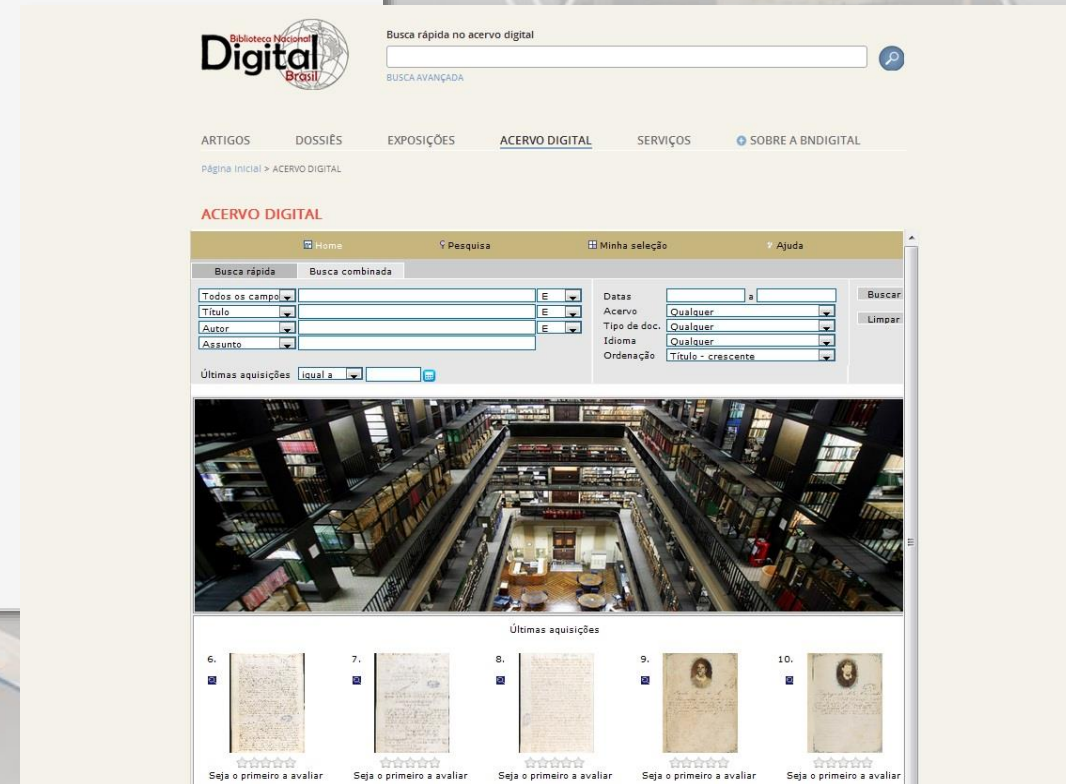 Biblioteca Nacional
Digital
Brasil
Busca rápida no acervo digital
BUSCA AVANÇADA
ARTIGOS DOSSIÊS EXPOSIÇÕES ACERVO DIGITAL SERVIÇOS SOBRE A BNDIGITAL
Página Inicial > ACERVO DIGITAL
ACERVO DIGITAL
Home Pesquisa Minha seleção ? Ajuda
Busca rápida Busca combinada
Todos os campo E Datas a Buscar
Título E Acervo Qualquer
Autor E Tipo de doc. Qualquer Limpar
Assunto Idioma Qualquer
Ordenação Título - crescente
Últimas aquisições igual a
Últimas aquisições
6. 7. 8. 9. 10.
Seja o primeiro a avaliar Seja o primeiro a avaliar Seja o primeiro a avaliar Seja o primeiro a avaliar Seja o primeiro a avaliar